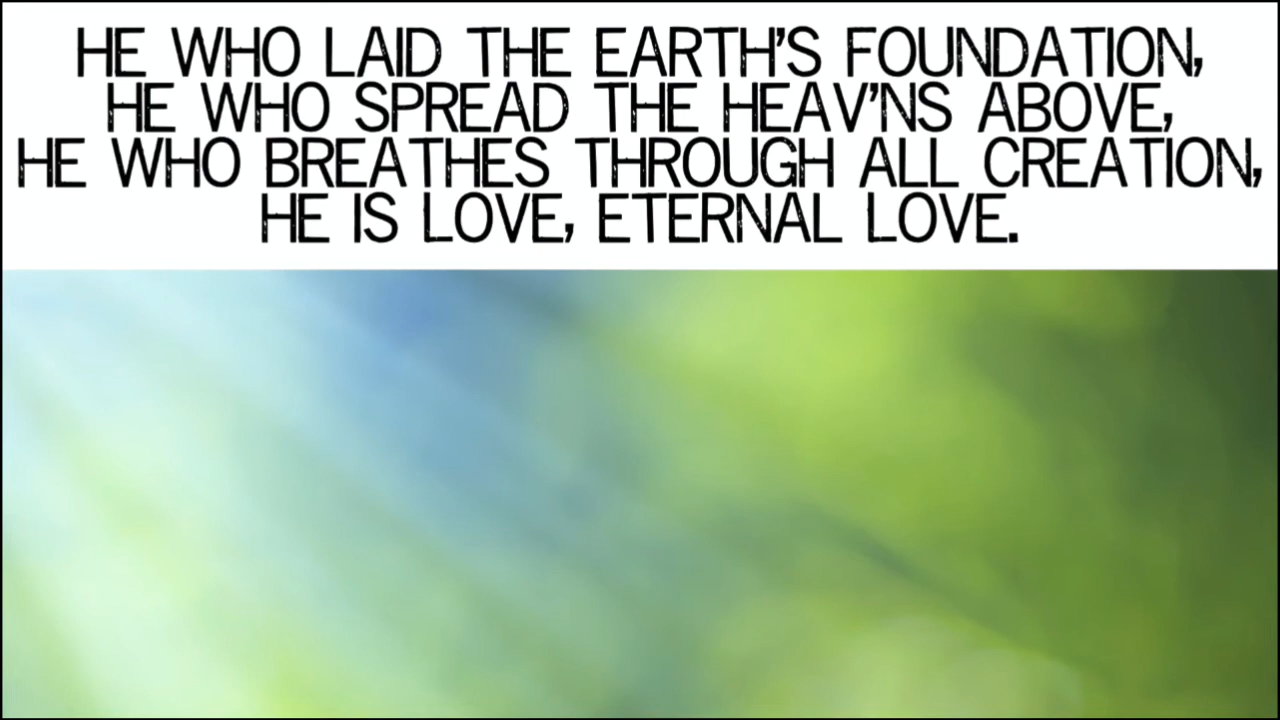 HE WHO LAID THE EARTH'S FOUNDATION,
HE WHO SPREAD THE HEAV'NS ABOVE,
HE WHO BREATHES THROUGH ALL CREATION,
HE IS LOVE, ETERNAL LOVE.